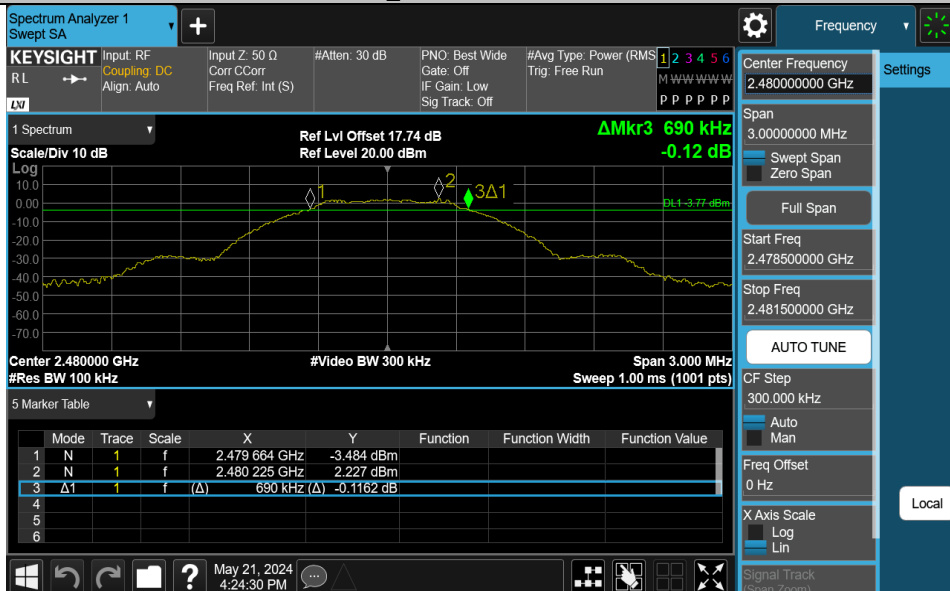 Spectrum Analyzer 1
Swept SA
+
Frequency
KEYSIGHT
RL
LXI
Input: RF
Coupling: DC
Align: Auto
Input Z: 50 Ω
Corr CCorr
Freq Ref: Int (S)
#Atten: 30 dB
PNO: Best Wide
Gate: Off
IF Gain: Low
Sig Track: Off
#Avg Type: Power (RMS
Trig: Free Run
1 2 3 4 5 6
M W W W W W
P P P P P P
1 Spectrum
Scale/Div 10 dB
Ref Lvl Offset 17.74 dB
Ref Level 20.00 dBm
ΔMkr3 690 kHz
-0.12 dB
Log
10.0
0.00
-10.0
-20.0
-30.0
-40.0
-50.0
-60.0
-70.0
1
2
3Δ1
DL1 -3.77 dBm
Center 2.480000 GHz
#Video BW 300 kHz
Span 3.000 MHz
#Res BW 100 kHz
Sweep 1.00 ms (1001 pts)
5 Marker Table
Mode Trace Scale X Y Function Function Width Function Value
1 N 1 f 2.479 664 GHz -3.484 dBm
2 N 1 f 2.480 225 GHz 2.227 dBm
3 Δ1 1 f (Δ) 690 kHz (Δ) -0.1162 dB
4
5
6
?
May 21, 2024
4:24:30 PM
Center Frequency
2.480000000 GHz
Settings
Span
3.00000000 MHz
Swept Span
Zero Span
Full Span
Start Freq
2.478500000 GHz
Stop Freq
2.481500000 GHz
AUTO TUNE
CF Step
300.000 kHz
Auto
Man
Freq Offset
0 Hz
Local
X Axis Scale
Log
Lin
Signal Track
(Span Zoom)